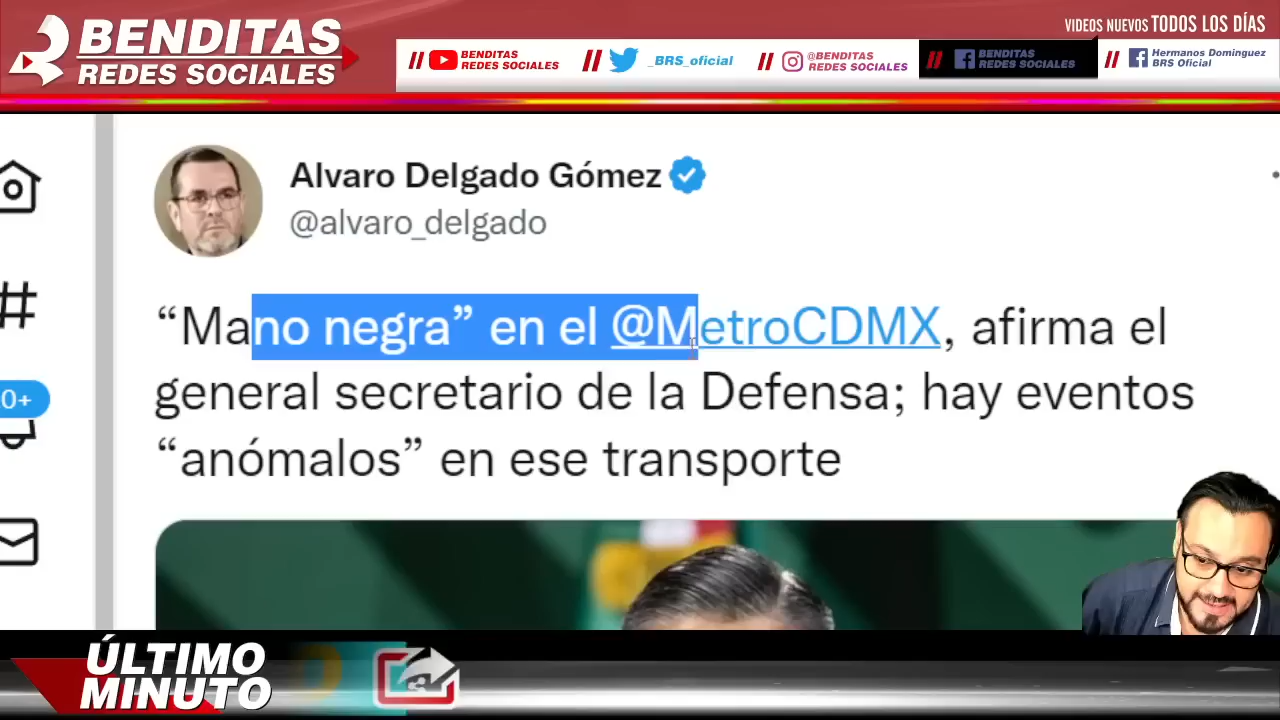 BENDITAS
REDES SOCIALES
VIDEOS NUEVOS TODOS LOS DÍAS
// BENDITAS
REDES SOCIALES
// _BRS_oficial
// @BENDITAS
REDES SOCIALES
// BENDITAS
REDES SOCIALES
// Hermanos Dominguez
BRS Oficial
Alvaro Delgado Gómez
@alvaro_delgado
“Mano negra” en el @MetroCDMX, afirma el
general secretario de la Defensa; hay eventos
“anómalos” en ese transporte
0+
ÚLTIMO
MINUTO